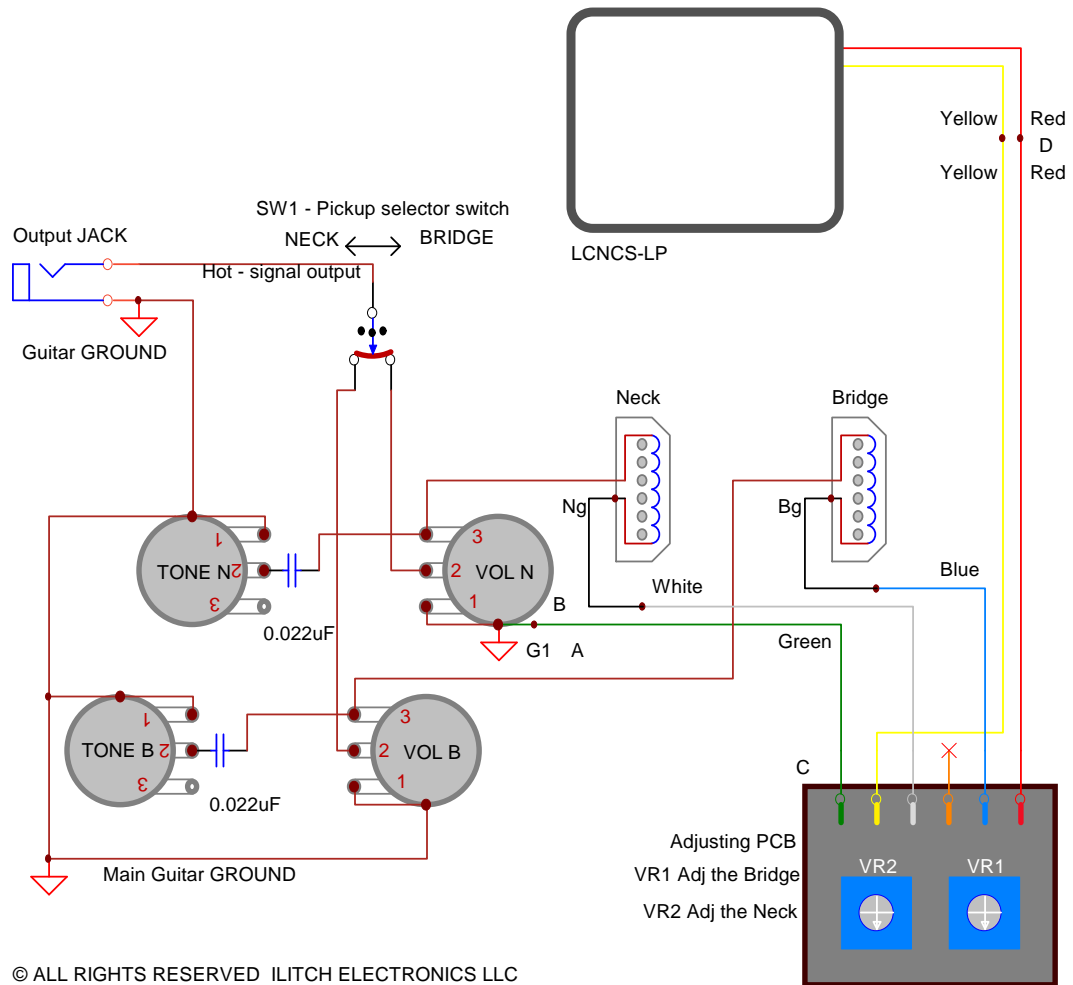 Yellow Red
D
Yellow Red
SW1 - Pickup selector switch
Output JACK
NECK BRIDGE
LCNCS-LP
Hot - signal output
Guitar GROUND
Neck
Bridge
Ng
Bg
1
3
TONE N
2
2
VOL N
3
1
White
Blue
B
0.022uF
Green
G1 A
1
3
TONE B
2
2
VOL B
3
1
C
0.022uF
Adjusting PCB
VR2
VR1
Main Guitar GROUND
VR1 Adj the Bridge
VR2 Adj the Neck
© ALL RIGHTS RESERVED ILITCH ELECTRONICS LLC